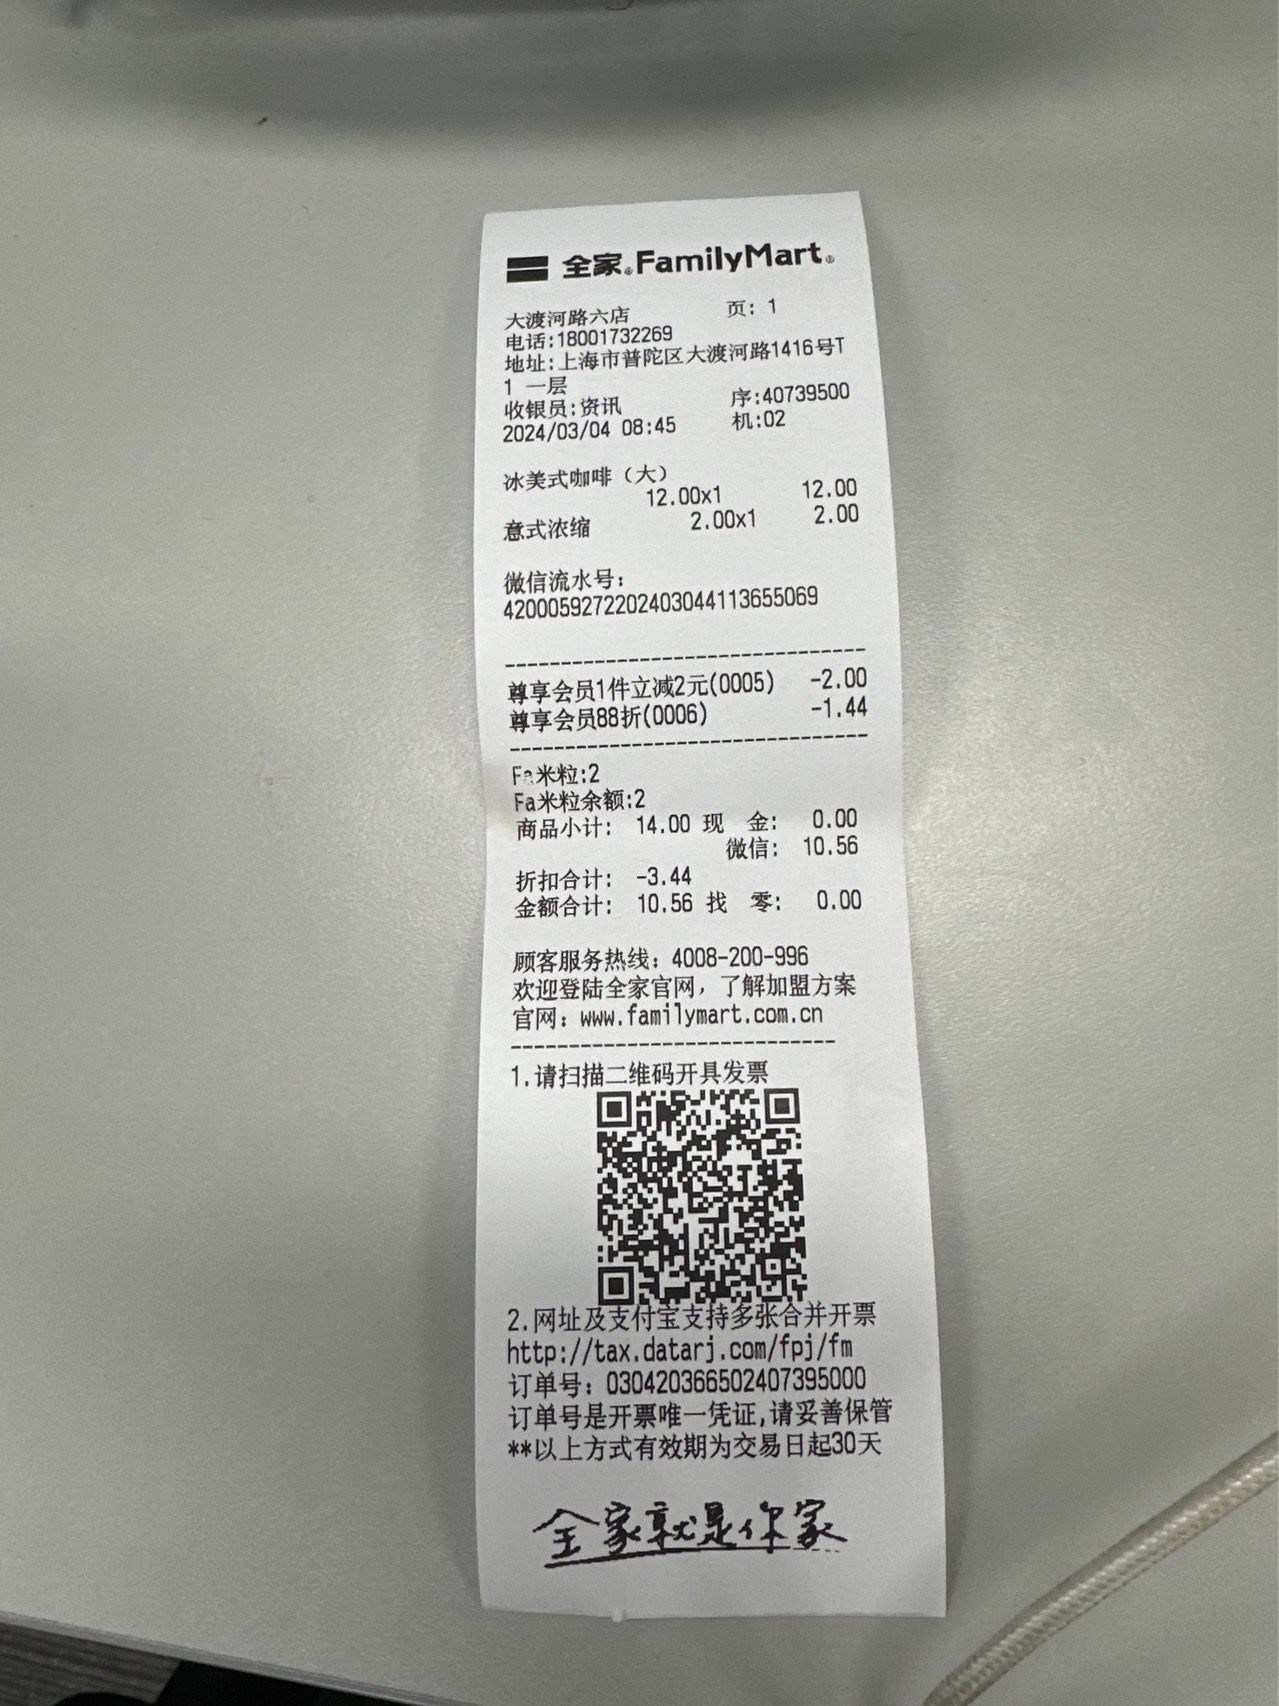 全家 FamilyMart
大渡河路六店 页: 1
电话:18001732269
地址:上海市普陀区大渡河路1416号T
1 一层
收银员:资讯 序:40739500
2024/03/04 08:45 机:02
冰美式咖啡（大）
12.00x1 12.00
意式浓缩 2.00x1 2.00
微信流水号:
4200059272202403044113655069
尊享会员1件立减2元(0005) -2.00
尊享会员88折(0006) -1.44
Fa米粒:2
Fa米粒余额:2
商品小计: 14.00 现 金: 0.00
微信: 10.56
折扣合计: -3.44
金额合计: 10.56 找 零: 0.00
顾客服务热线: 4008-200-996
欢迎登陆全家官网，了解加盟方案
官网: www.familymart.com.cn
1.请扫描二维码开具发票
2.网址及支付宝支持多张合并开票
http://tax.datarj.com/fpj/fm
订单号: 030420366502407395000
订单号是开票唯一凭证,请妥善保管
**以上方式有效期为交易日起30天
全家就是你家